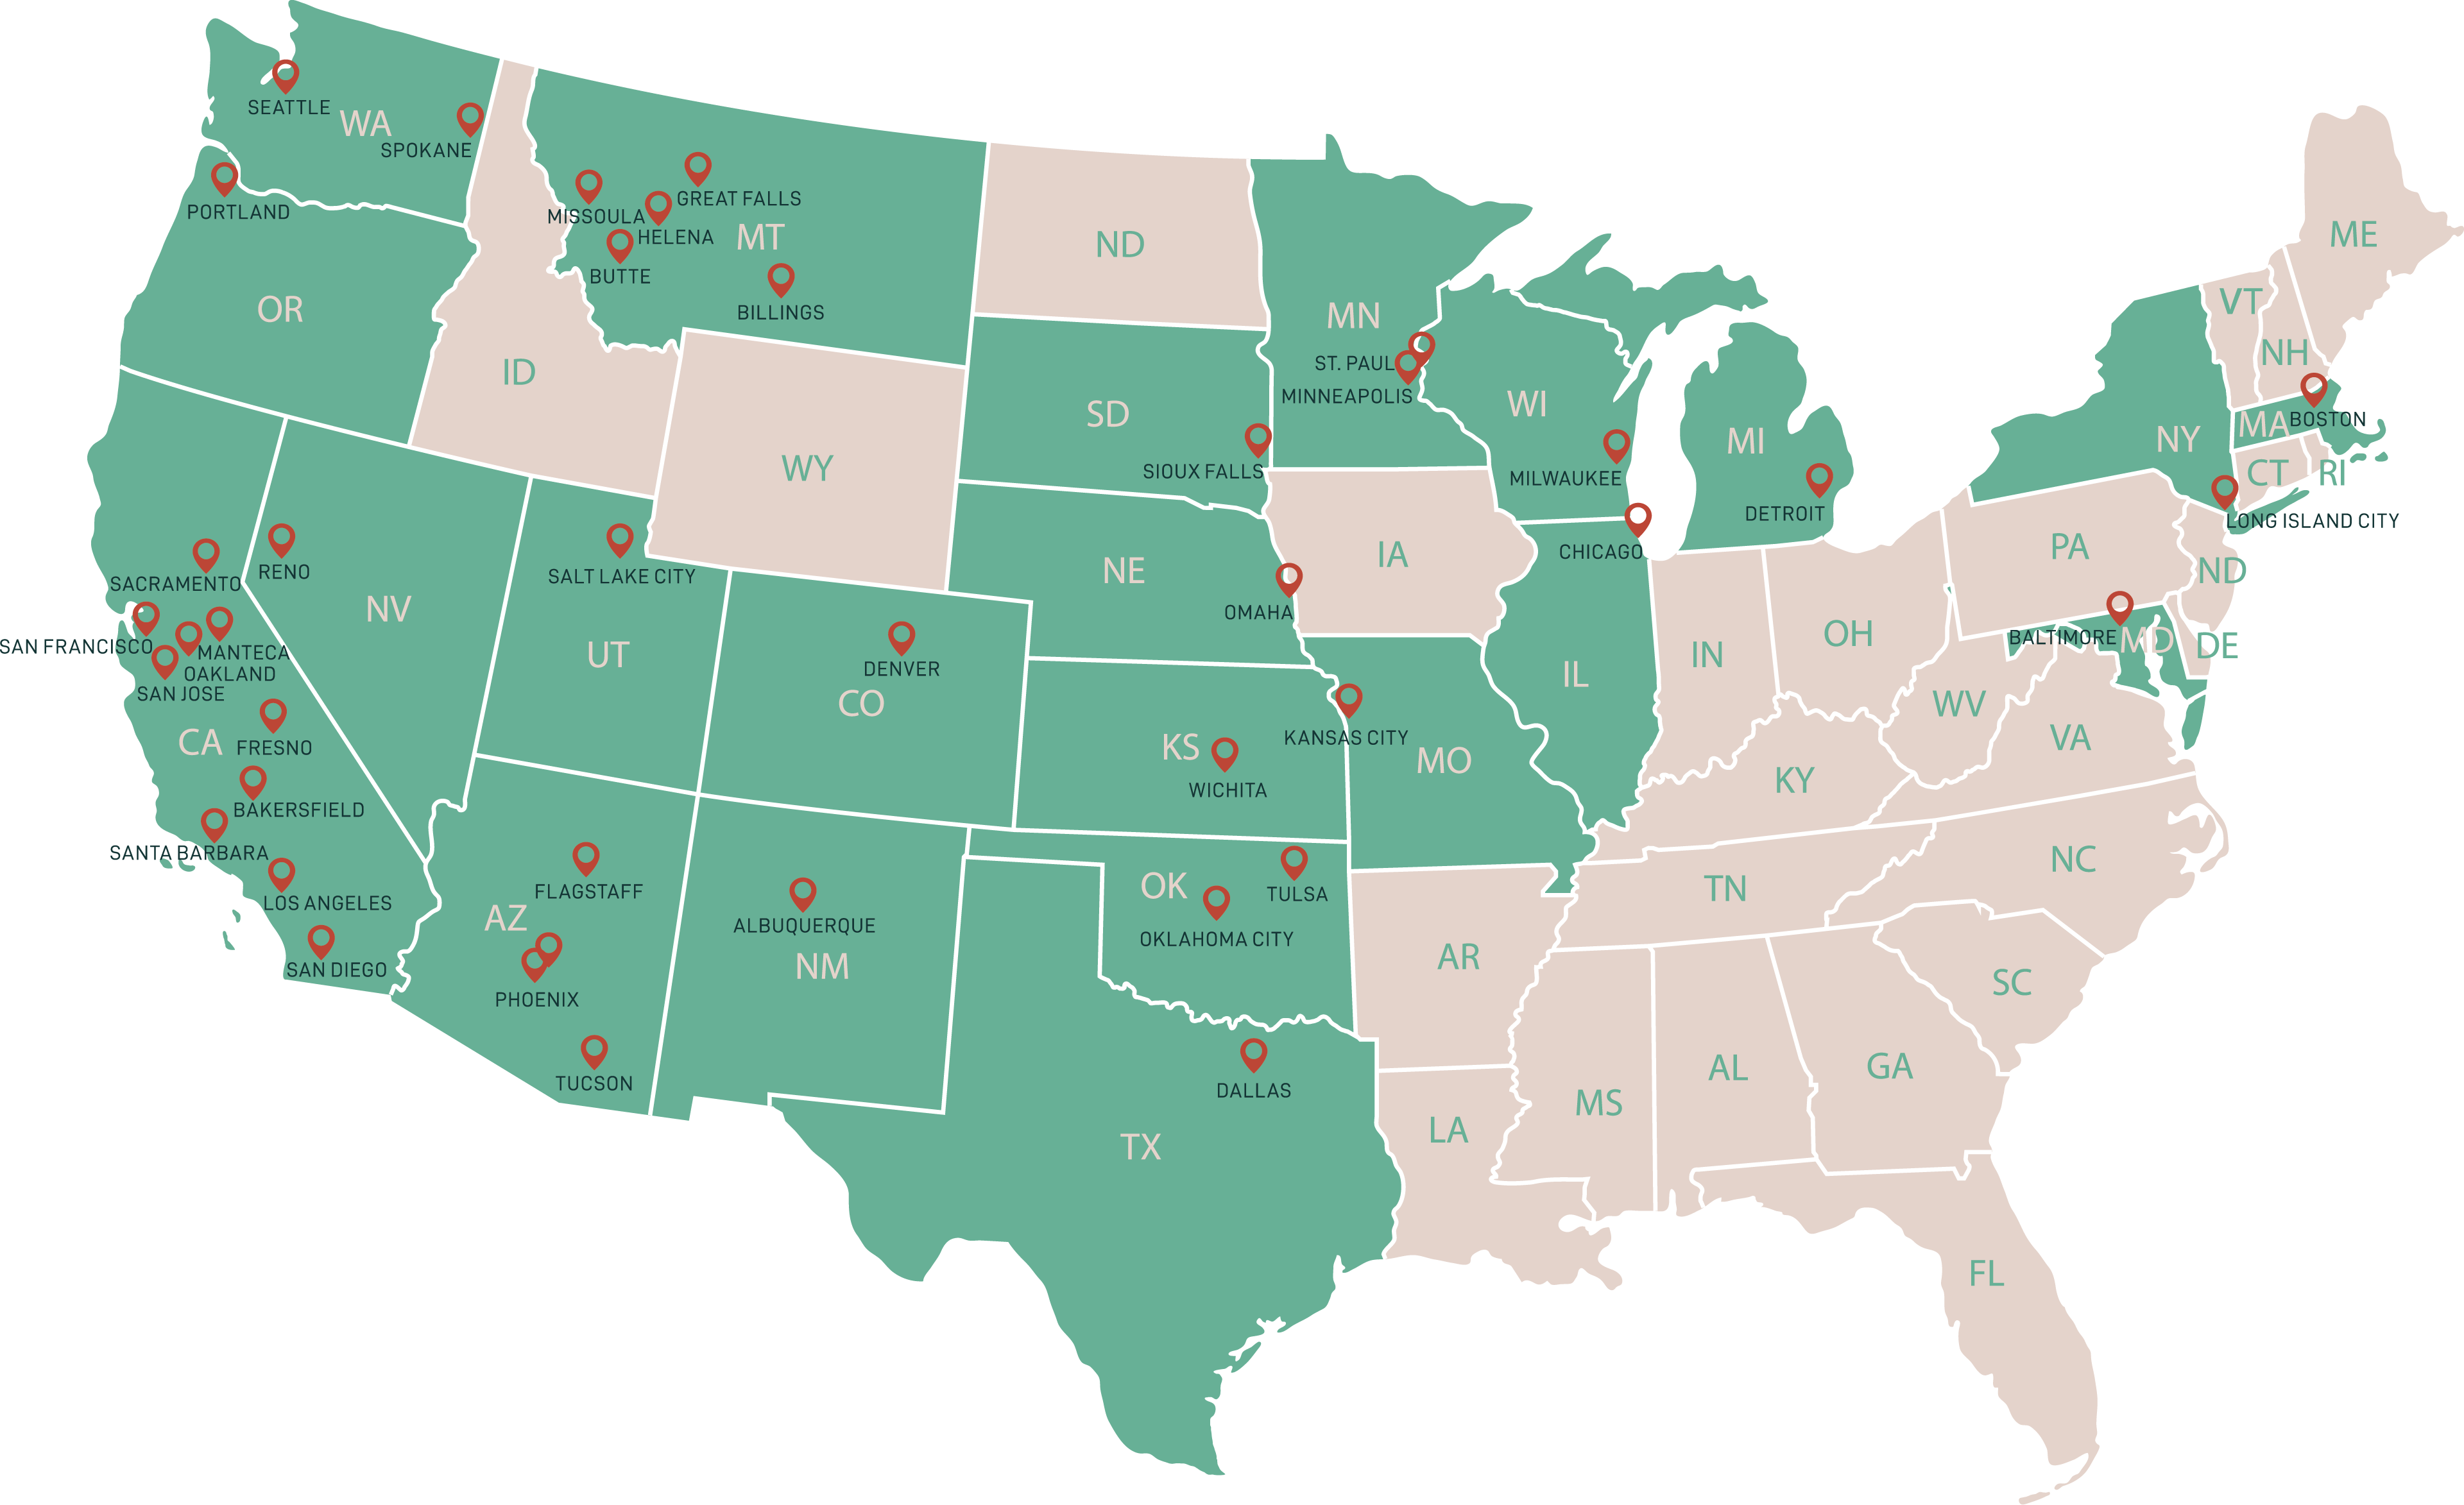 SEATTLE
WA
SPOKANE
PORTLAND
OR
ID
MISSOULA
GREAT FALLS
HELENA
MT
BUTTE
BILLINGS
ND
MN
ST. PAUL
MINNEAPOLIS
SD
SIOUX FALLS
WY
WI
MILWAUKEE
MI
DETROIT
CHICAGO
ME
VT
NH
MA
BOSTON
NY
CT
RI
LONG ISLAND CITY
PA
ND
BALTIMORE
MD
DE
SACRAMENTO
RENO
NV
SALT LAKE CITY
UT
SAN FRANCISCO
MANTECA
OAKLAND
SAN JOSE
CA
FRESNO
BAKERSFIELD
SANTA BARBARA
LOS ANGELES
SAN DIEGO
DENVER
CO
NE
OMAHA
IA
IL
IN
OH
WV
VA
KY
KS
WICHITA
KANSAS CITY
MO
FLAGSTAFF
AZ
PHOENIX
TUCSON
ALBUQUERQUE
NM
OK
TULSA
OKLAHOMA CITY
DALLAS
TX
AR
LA
TN
NC
SC
MS
AL
GA
FL